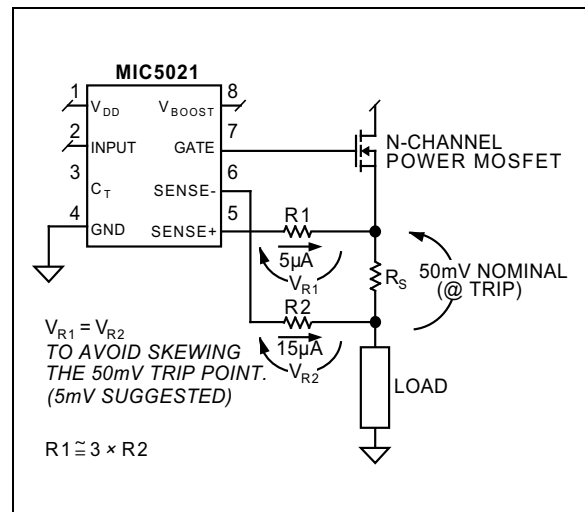 MIC5021
1
V_DD
V_BOOST
8
2
INPUT
GATE
7
3
C_T
SENSE-
6
4
GND
SENSE+
5
N-CHANNEL
POWER MOSFET
R1
5µA
V_R1
R_S
50mV NOMINAL
(@ TRIP)
R2
15µA
V_R2
LOAD
V_R1 = V_R2
TO AVOID SKEWING
THE 50mV TRIP POINT.
(5mV SUGGESTED)
R1 ≅ 3 × R2